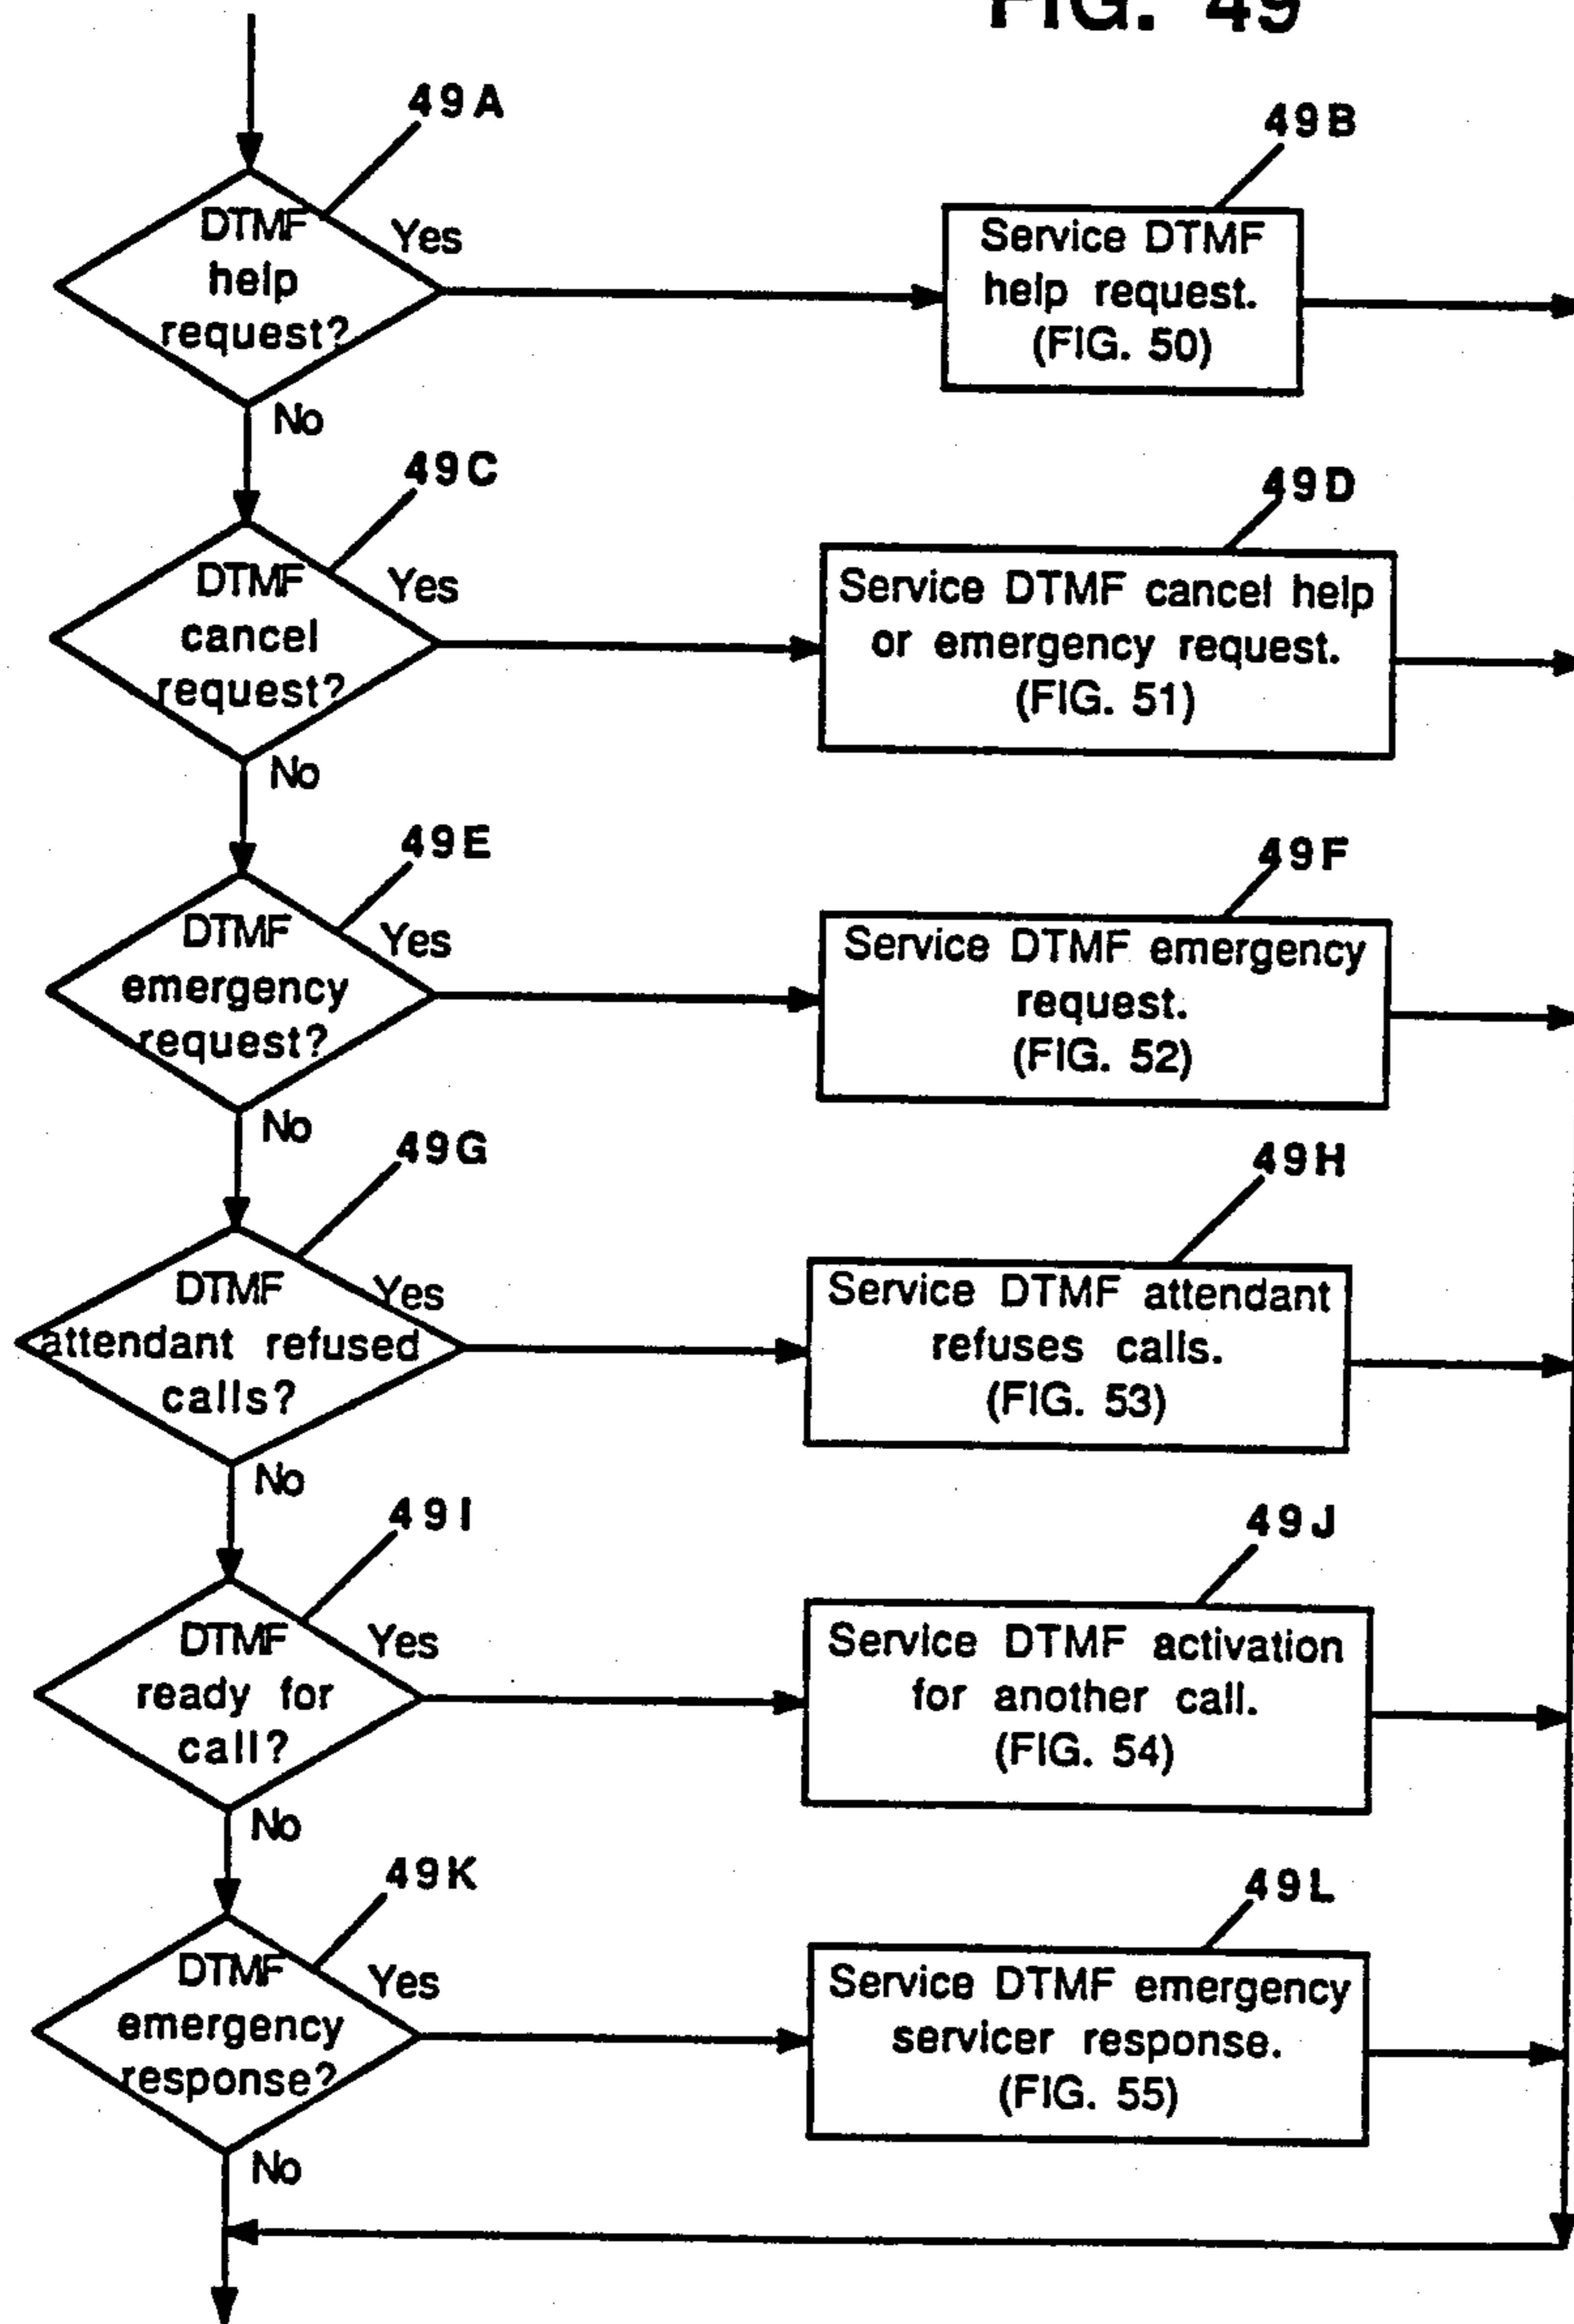 FIG. 49
49A
DTMF
help
request?
Yes
No
49B
Service DTMF
help request.
(FIG. 50)
49C
DTMF
cancel
request?
Yes
No
49D
Service DTMF cancel help
or emergency request.
(FIG. 51)
49E
DTMF
emergency
request?
Yes
No
49F
Service DTMF emergency
request.
(FIG. 52)
49G
DTMF
attendant refused
calls?
Yes
No
49H
Service DTMF attendant
refuses calls.
(FIG. 53)
49I
DTMF
ready for
call?
Yes
No
49J
Service DTMF activation
for another call.
(FIG. 54)
49K
DTMF
emergency
response?
Yes
No
49L
Service DTMF emergency
servicer response.
(FIG. 55)